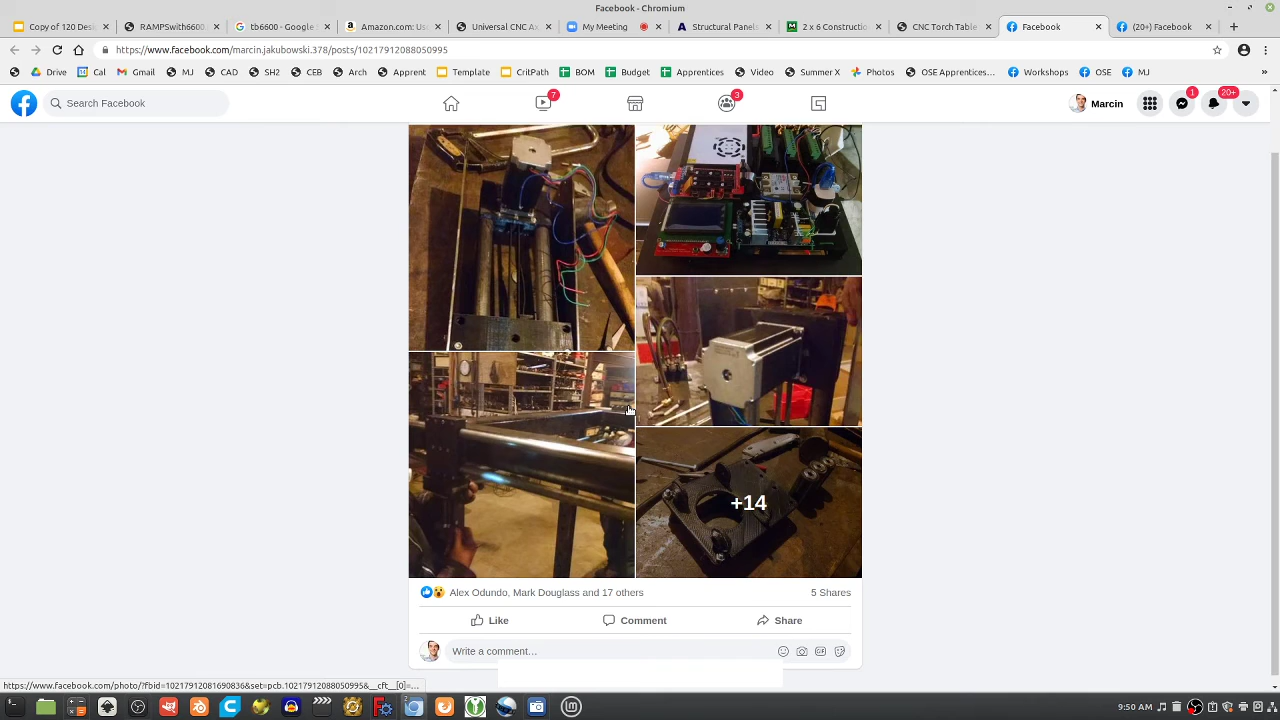 Facebook - Chromium
Copy of 120 Desi
RAMPSwith6600
tb6600 - Google S
Amazon.com: Use
Universal CNC Ax
My Meeting
Structural Panels
2 x 6 Constructio
CNC Torch Table
Facebook
(20+) Facebook
https://www.facebook.com/marcin.jakubowski.378/posts/10217912088050995
Drive
Cal
Gmail
MJ
CAD
SH2
CEB
Arch
Apprent
Template
CritPath
BOM
Budget
Apprentices
Video
Summer X
Photos
OSE Apprentices…
Workshops
OSE
MJ
»
Search Facebook
7
3
Marcin
1
20+
+14
Alex Odundo, Mark Douglass and 17 others
5 Shares
Like
Comment
Share
Write a comment…
GIF
https://www.facebook.com/photo/?fbid=10217912081690836&set=pcb.10217912088050995&__cft__[0]=…
9:50 AM